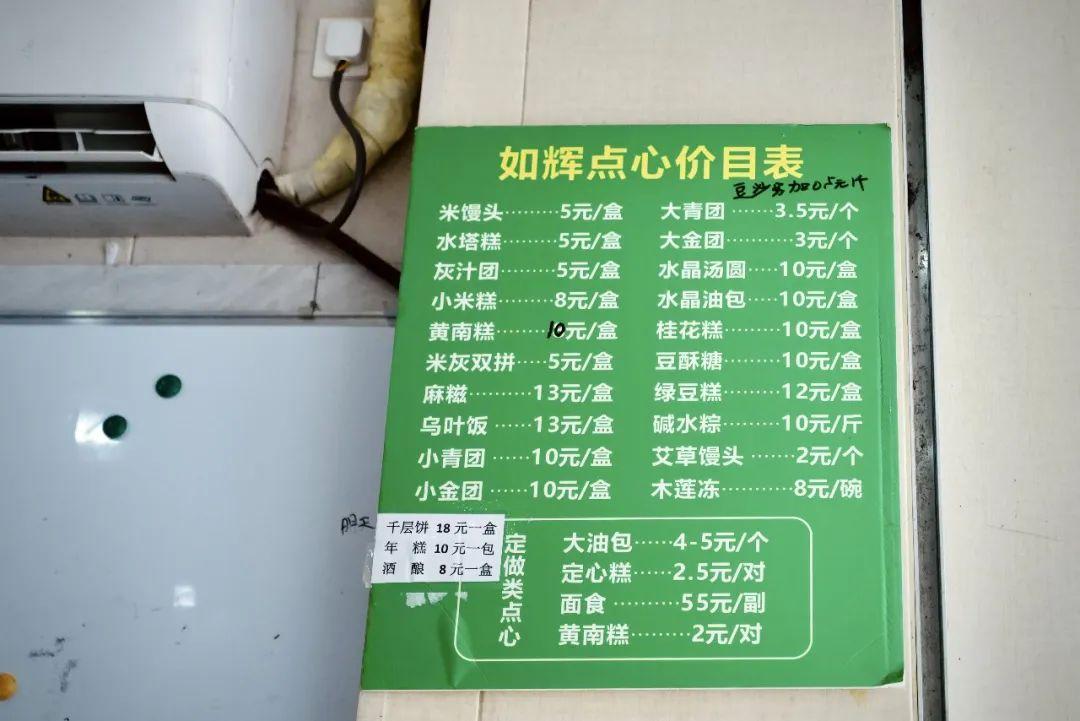 如辉点心价目表
豆沙另加0.5元/个
米馒头·········5元/盒
水塔糕·········5元/盒
灰汁团·········5元/盒
小米糕·········8元/盒
黄南糕········10元/盒
米灰双拼·····5元/盒
麻糍··········13元/盒
乌叶饭······13元/盒
小青团······10元/盒
小金团······10元/盒
大青团······3.5元/个
大金团··········3元/个
水晶汤圆·····10元/盒
水晶油包·····10元/盒
桂花糕········10元/盒
豆酥糖········10元/盒
绿豆糕········12元/盒
碱水粽········10元/斤
艾草馒头·······2元/个
木莲冻··········8元/碗
千层饼 18 元一盒
年 糕 10 元一包
酒 酿 8 元一盒
定做类点心
大油包······4-5元/个
定心糕······2.5元/对
面食··········55元/副
黄南糕·········2元/对